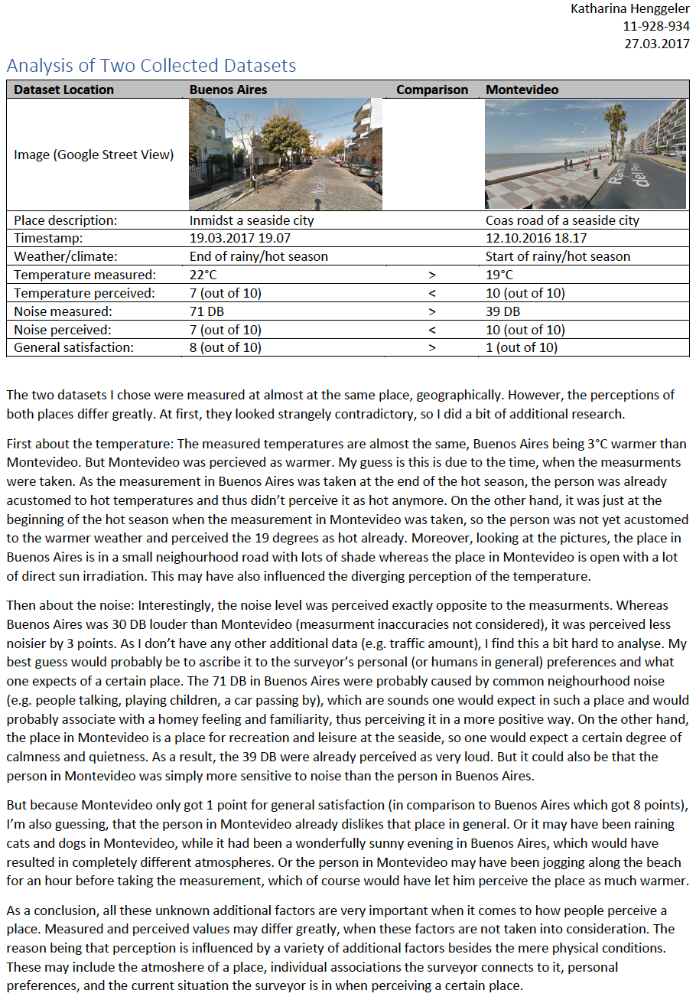 Katharina Henggeler
11-928-934
27.03.2017
Analysis of Two Collected Datasets
Dataset Location Buenos Aires Comparison Montevideo
Image (Google Street View)
Ram
del Per
Place description: Inmidst a seaside city Coas road of a seaside city
Timestamp: 19.03.2017 19.07 12.10.2016 18.17
Weather/climate: End of rainy/hot season Start of rainy/hot season
Temperature measured: 22°C > 19°C
Temperature perceived: 7 (out of 10) < 10 (out of 10)
Noise measured: 71 DB > 39 DB
Noise perceived: 7 (out of 10) < 10 (out of 10)
General satisfaction: 8 (out of 10) > 1 (out of 10)
The two datasets I chose were measured at almost at the same place, geographically. However, the perceptions of
both places differ greatly. At first, they looked strangely contradictory, so I did a bit of additional research.
First about the temperature: The measured temperatures are almost the same, Buenos Aires being 3°C warmer than
Montevideo. But Montevideo was percieved as warmer. My guess is this is due to the time, when the measurments
were taken. As the measurement in Buenos Aires was taken at the end of the hot season, the person was already
acustomed to hot temperatures and thus didn't perceive it as hot anymore. On the other hand, it was just at the
beginning of the hot season when the measurement in Montevideo was taken, so the person was not yet acustomed
to the warmer weather and perceived the 19 degrees as hot already. Moreover, looking at the pictures, the place in
Buenos Aires is in a small neighourhood road with lots of shade whereas the place in Montevideo is open with a lot
of direct sun irradiation. This may have also influenced the diverging perception of the temperature.
Then about the noise: Interestingly, the noise level was perceived exactly opposite to the measurments. Whereas
Buenos Aires was 30 DB louder than Montevideo (measurment inaccuracies not considered), it was perceived less
noisier by 3 points. As I don't have any other additional data (e.g. traffic amount), I find this a bit hard to analyse. My
best guess would probably be to ascribe it to the surveyor's personal (or humans in general) preferences and what
one expects of a certain place. The 71 DB in Buenos Aires were probably caused by common neighourhood noise
(e.g. people talking, playing children, a car passing by), which are sounds one would expect in such a place and would
probably associate with a homey feeling and familiarity, thus perceiving it in a more positive way. On the other hand,
the place in Montevideo is a place for recreation and leisure at the seaside, so one would expect a certain degree of
calmness and quietness. As a result, the 39 DB were already perceived as very loud. But it could also be that the
person in Montevideo was simply more sensitive to noise than the person in Buenos Aires.
But because Montevideo only got 1 point for general satisfaction (in comparison to Buenos Aires which got 8 points),
I'm also guessing, that the person in Montevideo already dislikes that place in general. Or it may have been raining
cats and dogs in Montevideo, while it had been a wonderfully sunny evening in Buenos Aires, which would have
resulted in completely different atmospheres. Or the person in Montevideo may have been jogging along the beach
for an hour before taking the measurement, which of course would have let him perceive the place as much warmer.
As a conclusion, all these unknown additional factors are very important when it comes to how people perceive a
place. Measured and perceived values may differ greatly, when these factors are not taken into consideration. The
reason being that perception is influenced by a variety of additional factors besides the mere physical conditions.
These may include the atmoshere of a place, individual associations the surveyor connects to it, personal
preferences, and the current situation the surveyor is in when perceiving a certain place.